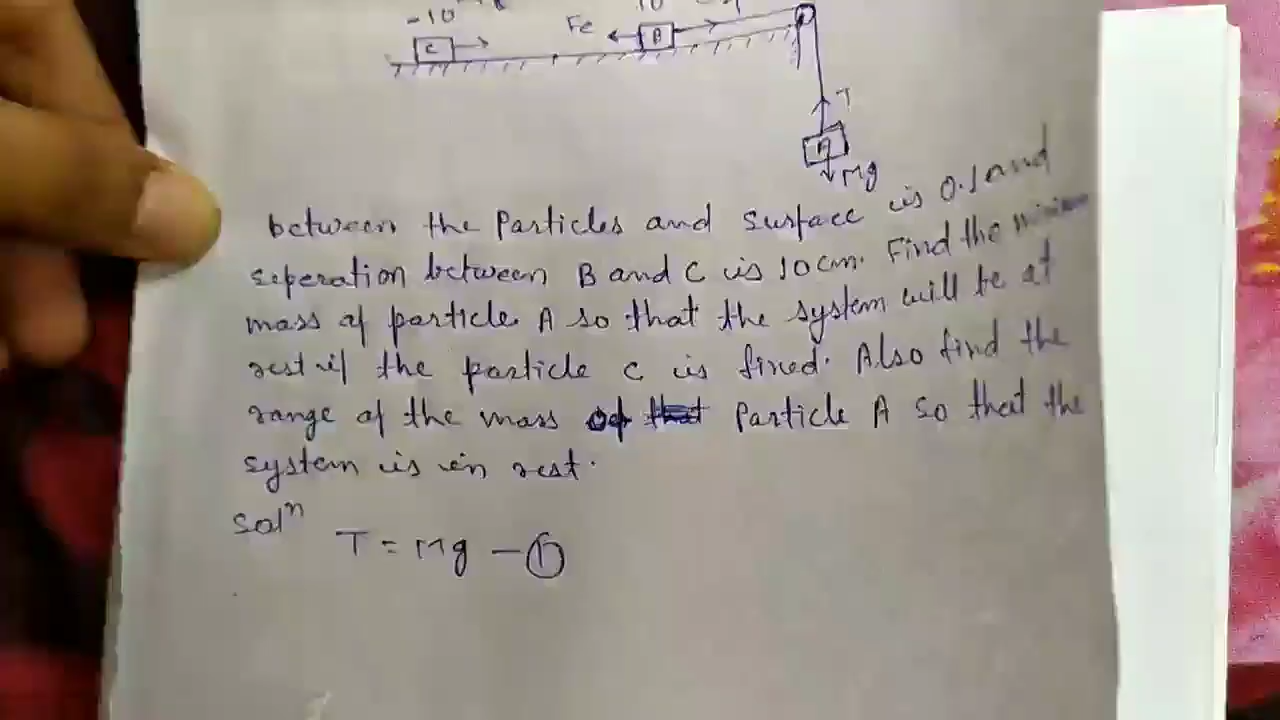 -10
Fe
B
C
T
A
Mg
between the Particles and surface is 0.1 and
seperation between B and C is 10 cm. Find the
mass of particle A so that the system will be at
rest if the particle C is fixed. Also find the
range of the mass of that Particle A so that the
system is in rest.
Solⁿ T = Mg - ①